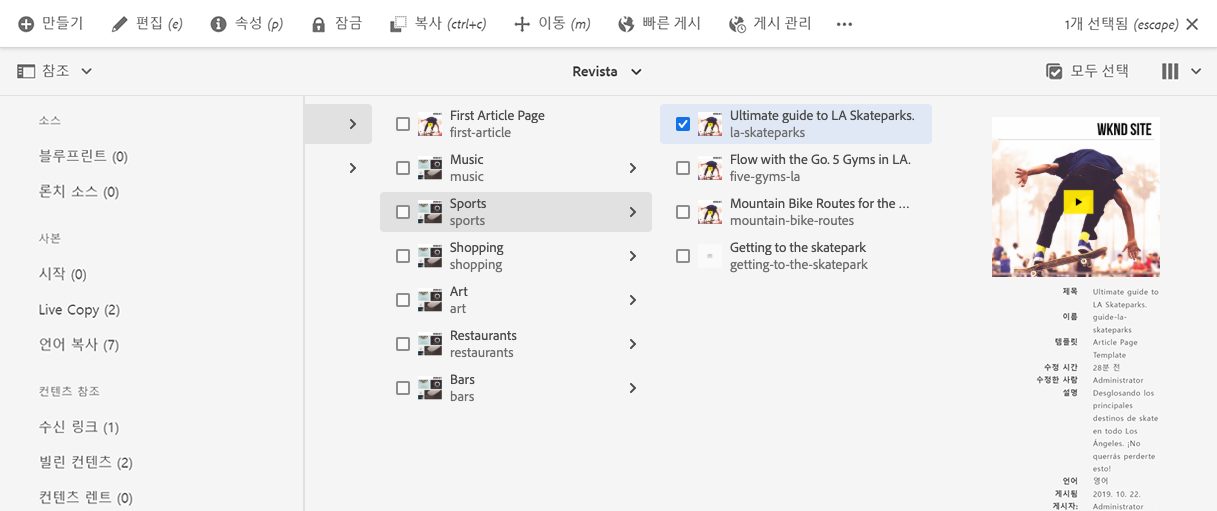 만들기
편집 (e)
속성 (p)
잠금
복사 (ctrl+c)
이동 (m)
빠른 게시
게시 관리
1개 선택됨 (escape)
참조
Revista
모두 선택
소스
블루프린트 (0)
론치 소스 (0)
사본
시작 (0)
Live Copy (2)
언어 복사 (7)
컨텐츠 참조
수신 링크 (1)
빌린 컨텐츠 (2)
컨텐츠 렌트 (0)
First Article Page
first-article
Music
music
Sports
sports
Shopping
shopping
Art
art
Restaurants
restaurants
Bars
bars
Ultimate guide to LA Skateparks.
la-skateparks
Flow with the Go. 5 Gyms in LA.
five-gyms-la
Mountain Bike Routes for the ...
mountain-bike-routes
Getting to the skatepark
getting-to-the-skatepark
WKND SITE
제목 Ultimate guide to
LA Skateparks.
이름 guide-la-
skateparks
템플릿 Article Page
Template
수정 시간 28분 전
수정한 사람 Administrator
설명 Desglosando los
principales
destinos de skate
en todo Los
Ángeles. ¡No
querrás perderte
esto!
언어 영어
게시됨 2019. 10. 22.
게시자: Administrator